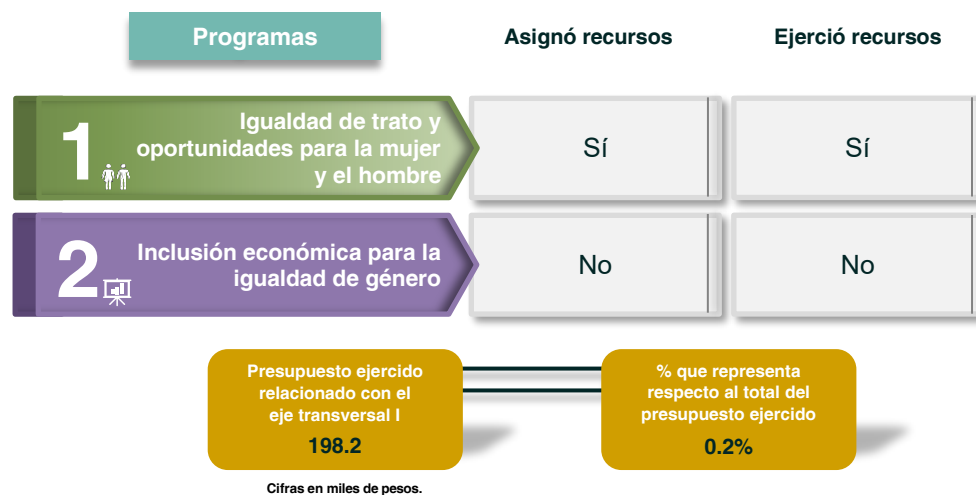 Programas
Asignó recursos
Ejerció recursos
1
Igualdad de trato y
oportunidades para la mujer
y el hombre
Sí
Sí
2
Inclusión económica para la
igualdad de género
No
No
Presupuesto ejercido
relacionado con el
eje transversal I
198.2
% que representa
respecto al total del
presupuesto ejercido
0.2%
Cifras en miles de pesos.